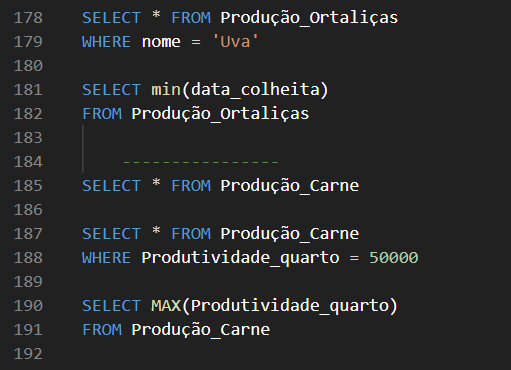 178 SELECT * FROM Produção_Ortaliças
179 WHERE nome = 'Uva'
180
181 SELECT min(data_colheita)
182 FROM Produção_Ortaliças
183
184 ----------------
185 SELECT * FROM Produção_Carne
186
187 SELECT * FROM Produção_Carne
188 WHERE Produtividade_quarto = 50000
189
190 SELECT MAX(Produtividade_quarto)
191 FROM Produção_Carne
192